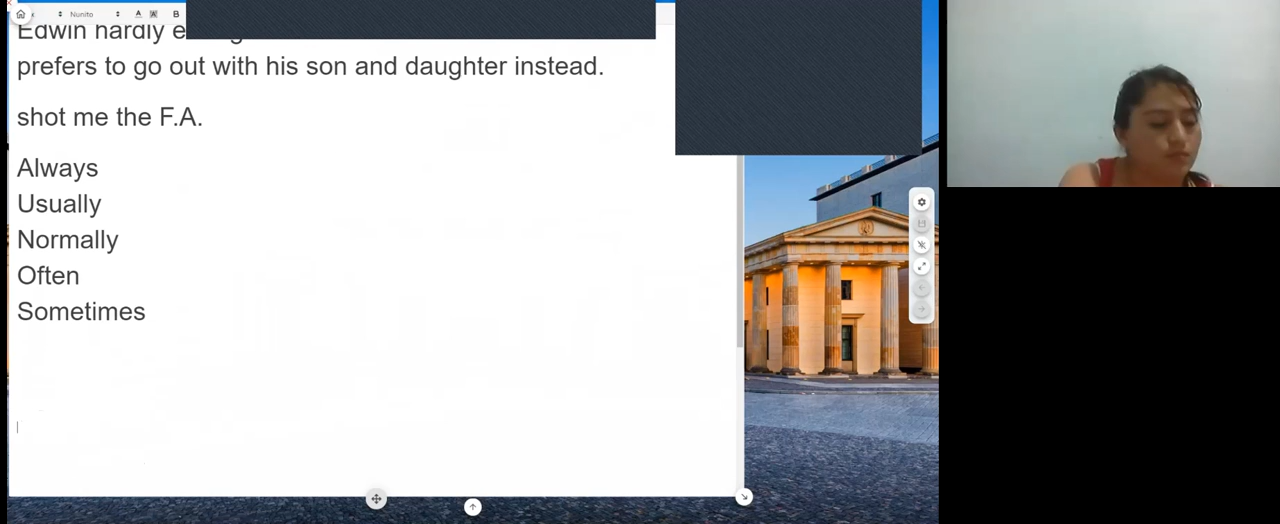 Nunito
A
A
B
Edwin hardly
prefers to go out with his son and daughter instead.
shot me the F.A.
Always
Usually
Normally
Often
Sometimes